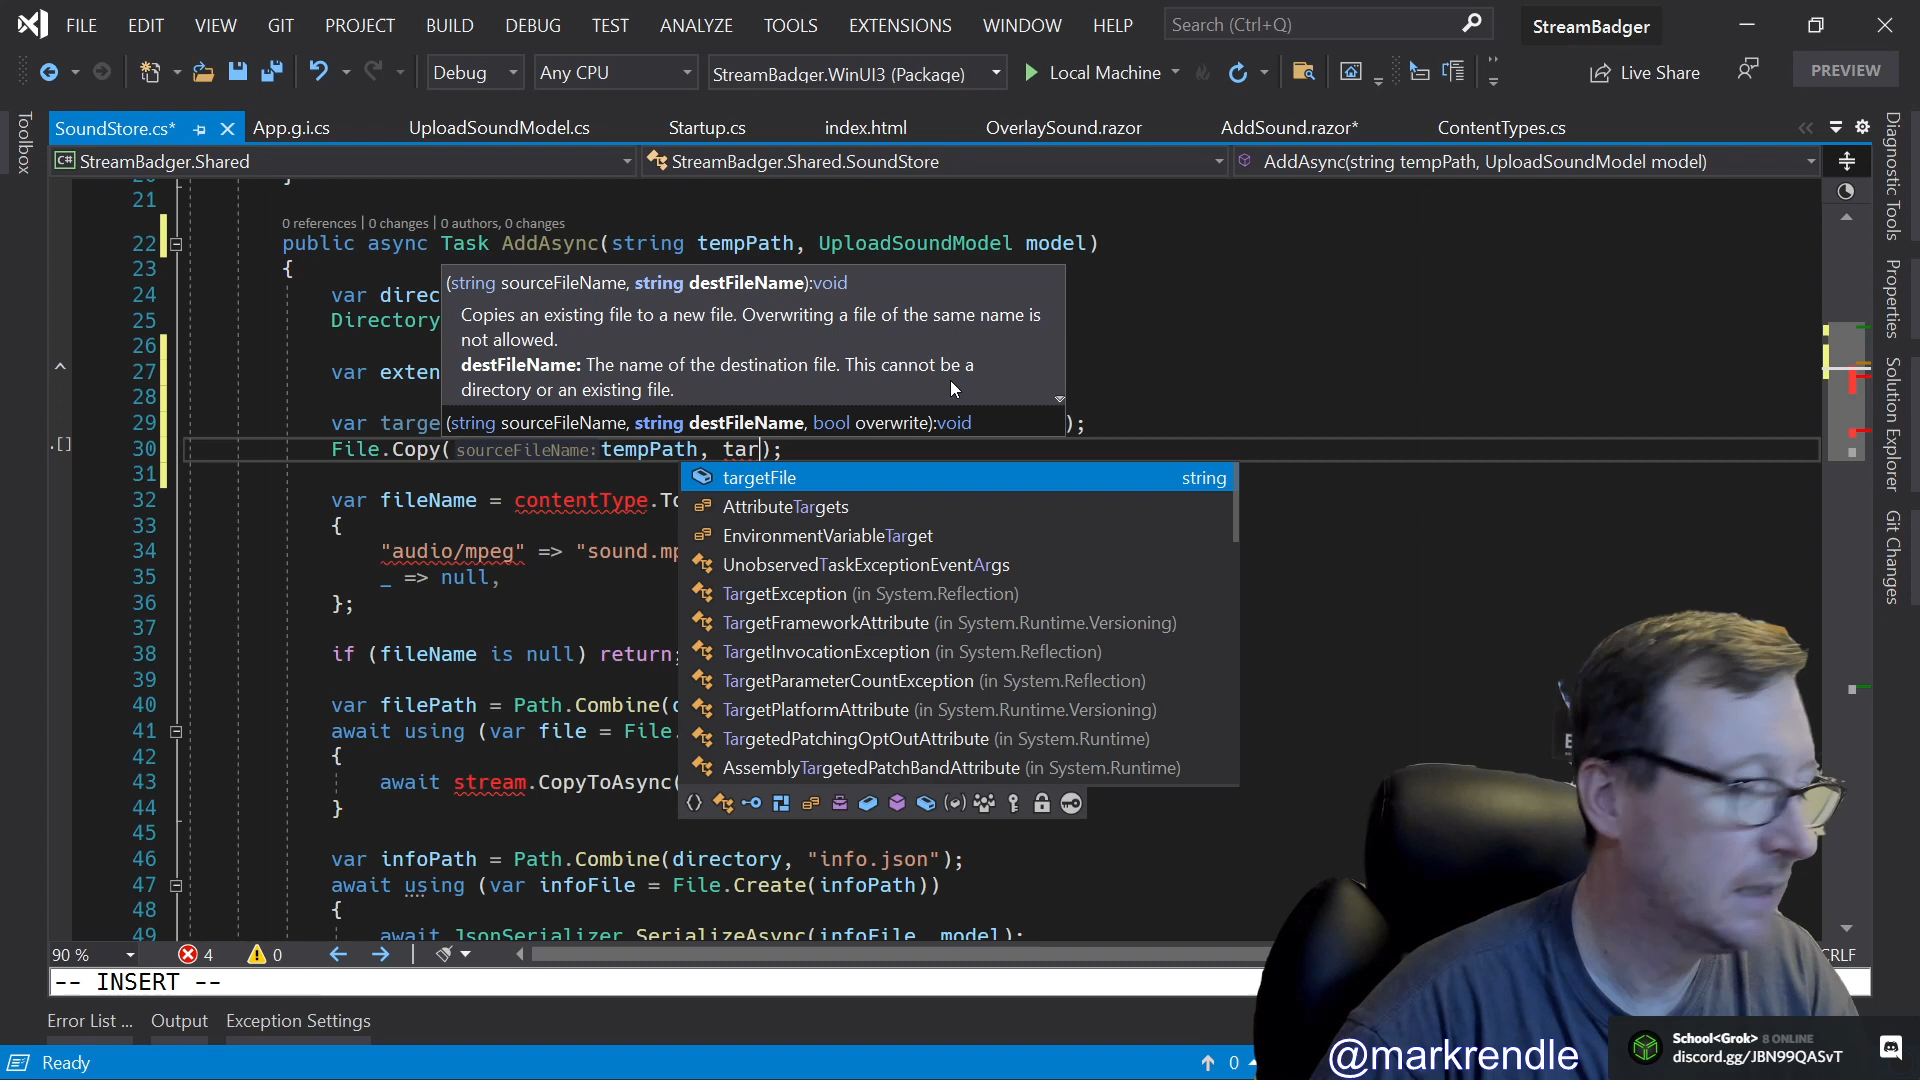 FILE EDIT VIEW GIT PROJECT BUILD DEBUG TEST ANALYZE TOOLS EXTENSIONS WINDOW HELP Search (Ctrl+Q) StreamBadger
Debug Any CPU StreamBadger.WinUI3 (Package) Local Machine Live Share PREVIEW
SoundStore.cs* App.g.i.cs UploadSoundModel.cs Startup.cs index.html OverlaySound.razor AddSound.razor* ContentTypes.cs
StreamBadger.Shared StreamBadger.Shared.SoundStore AddAsync(string tempPath, UploadSoundModel model)
Toolbox
Diagnostic Tools
Properties
Solution Explorer
Git Changes
21
0 references | 0 changes | 0 authors, 0 changes
22 public async Task AddAsync(string tempPath, UploadSoundModel model)
23 {
24 var direc
25 Directory
26
27 var exten
28
29 var targe );
30 File.Copy(sourceFileName: tempPath, tar);
31
32 var fileName = contentType.To
33 {
34 "audio/mpeg" => "sound.mp
35 _ => null,
36 };
37
38 if (fileName is null) return;
39
40 var filePath = Path.Combine(
41 await using (var file = File.
42 {
43 await stream.CopyToAsync(
44 }
45
46 var infoPath = Path.Combine(directory, "info.json");
47 await using (var infoFile = File.Create(infoPath))
48 {
49 await JsonSerializer.SerializeAsync(infoFile, model);
(string sourceFileName, string destFileName):void
Copies an existing file to a new file. Overwriting a file of the same name is
not allowed.
destFileName: The name of the destination file. This cannot be a
directory or an existing file.
(string sourceFileName, string destFileName, bool overwrite):void
targetFile string
AttributeTargets
EnvironmentVariableTarget
UnobservedTaskExceptionEventArgs
TargetException (in System.Reflection)
TargetFrameworkAttribute (in System.Runtime.Versioning)
TargetInvocationException (in System.Reflection)
TargetParameterCountException (in System.Reflection)
TargetPlatformAttribute (in System.Runtime.Versioning)
TargetedPatchingOptOutAttribute (in System.Runtime)
AssemblyTargetedPatchBandAttribute (in System.Runtime)
90 % 4 0 CRLF
-- INSERT --
Error List ... Output Exception Settings
Ready 0
@markrendle
School<Grok> 8 ONLINE
discord.gg/JBN99QASvT